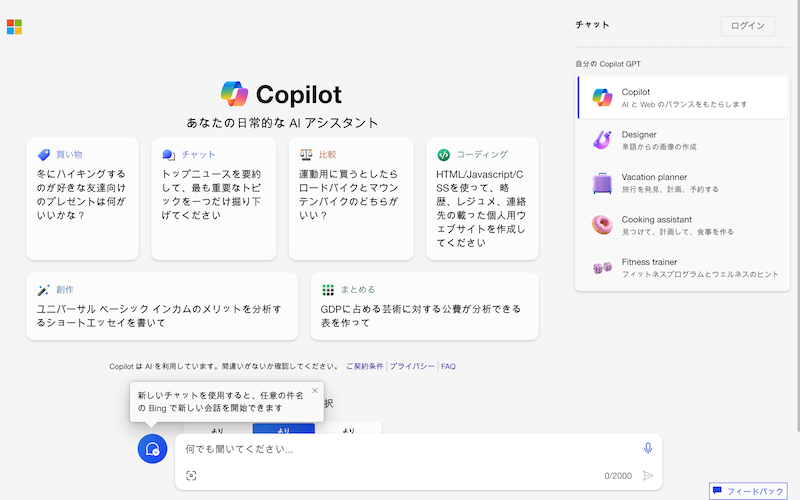 チャット
ログイン
自分の Copilot GPT
Copilot
AI と Web のバランスをもたらします
Designer
単語からの画像の作成
Vacation planner
旅行を発見、計画、予約する
Cooking assistant
見つけて、計画して、食事を作る
Fitness trainer
フィットネスプログラムとウェルネスのヒント
Copilot
あなたの日常的な AI アシスタント
買い物
冬にハイキングする
のが好きな友達向け
のプレゼントは何が
いいかな？
チャット
トップニュースを要約
して、最も重要なトピ
ックを一つだけ掘り下
げてください
比較
運動用に買うとしたら
ロードバイクとマウン
テンバイクのどちらが
いい？
コーディング
HTML/Javascript/C
SSを使って、略
歴、レジュメ、連絡
先の載った個人用ウ
ェブサイトを作成し
てください
創作
ユニバーサル ベーシック インカムのメリットを分析す
るショートエッセイを書いて
まとめる
GDPに占める芸術に対する公費が分析できる
表を作って
Copilot は AI を利用しています。間違いがないか確認してください。 ご契約条件 | プライバシー | FAQ
新しいチャットを使用すると、任意の件名
の Bing で新しい会話を開始できます
択
より
より
より
何でも聞いてください...
0/2000
フィードバック